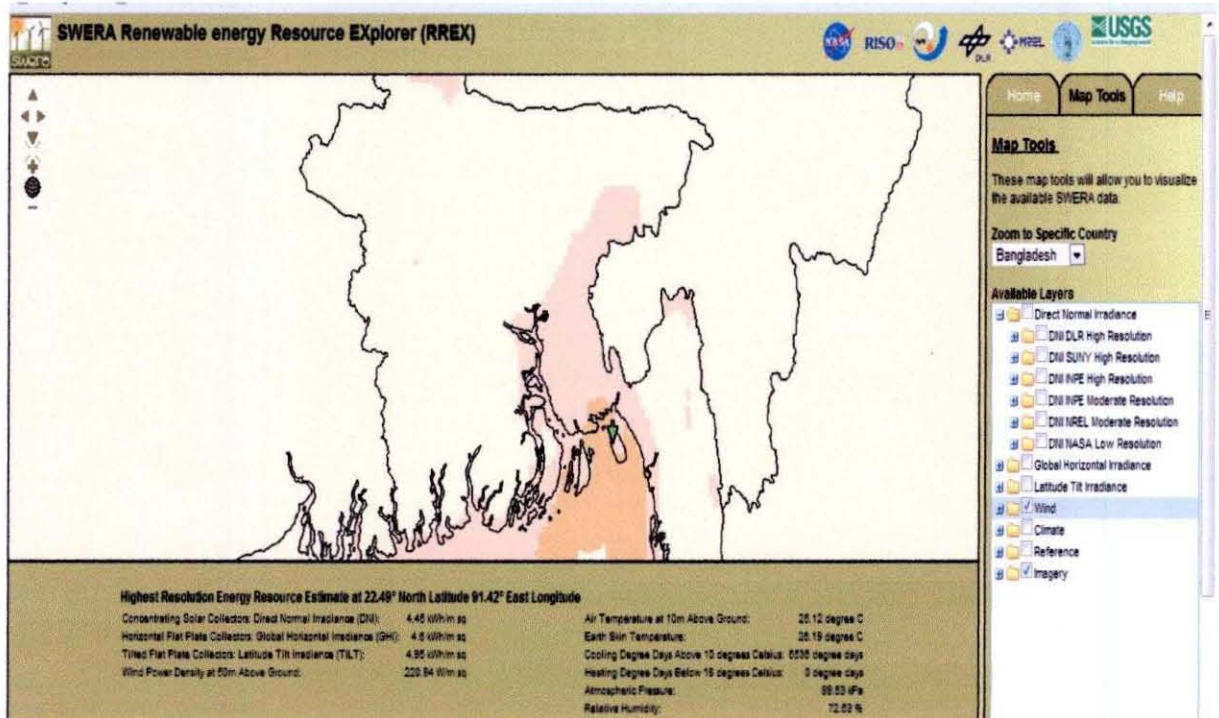 SWERA Renewable energy Resource EXplorer (RREX)
swera
NASA
RISO
DLR
NREL
USGS
Home
Map Tools
Help
Map Tools
These map tools will allow you to visualize
the available SWERA data.
Zoom to Specific Country
Bangladesh
Available Layers
Direct Normal Irradiance
DNI DLR High Resolution
DNI SUNY High Resolution
DNI INPE High Resolution
DNI INPE Moderate Resolution
DNI NREL Moderate Resolution
DNI NASA Low Resolution
Global Horizontal Irradiance
Latitude Tilt Irradiance
Wind
Climate
Reference
Imagery
Highest Resolution Energy Resource Estimate at 22.49° North Latitude 91.42° East Longitude
Concentrating Solar Collectors: Direct Normal Irradiance (DNI):
Horizontal Flat Plate Collectors: Global Horizontal Irradiance (GHI):
Tilted Flat Plate Collectors: Latitude Tilt Irradiance (TILT):
Wind Power Density at 50m Above Ground:
Air Temperature at 10m Above Ground:
Earth Skin Temperature:
Cooling Degree Days Above 10 degrees Celsius:
0 degree days
Atmospheric Pressure:
Relative Humidity: